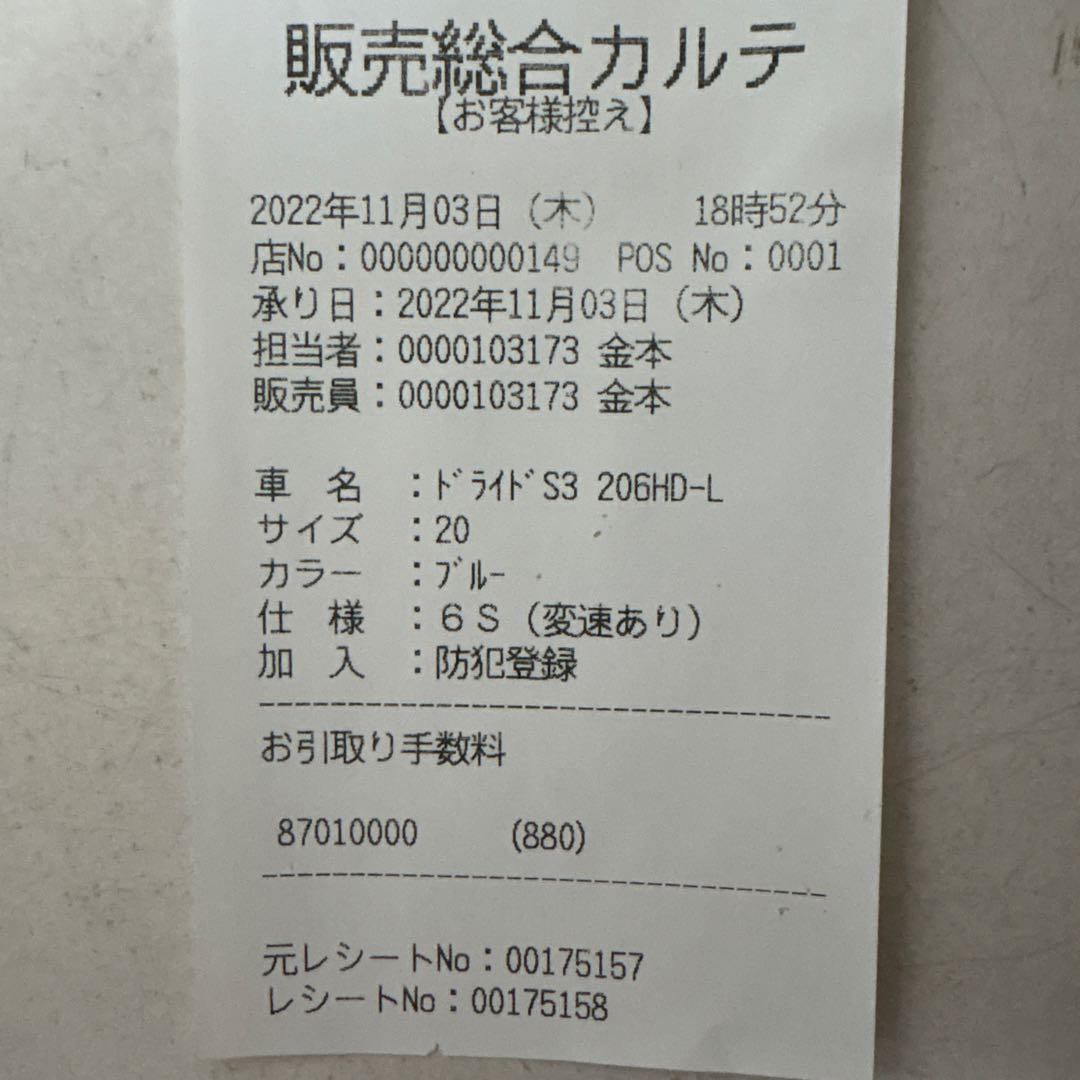 販売総合カルテ
【お客様控え】
2022年11月03日（木） 18時52分
店No：000000000149 POS No：0001
承り日：2022年11月03日（木）
担当者：0000103173 金本
販売員：0000103173 金本
車 名 ：ﾄﾞﾗｲﾄﾞS3 206HD-L
サイズ ：20
カラー ：ﾌﾞﾙｰ
仕 様 ：６Ｓ（変速あり）
加 入 ：防犯登録
お引取り手数料
87010000 (880)
元レシートNo：00175157
レシートNo：00175158